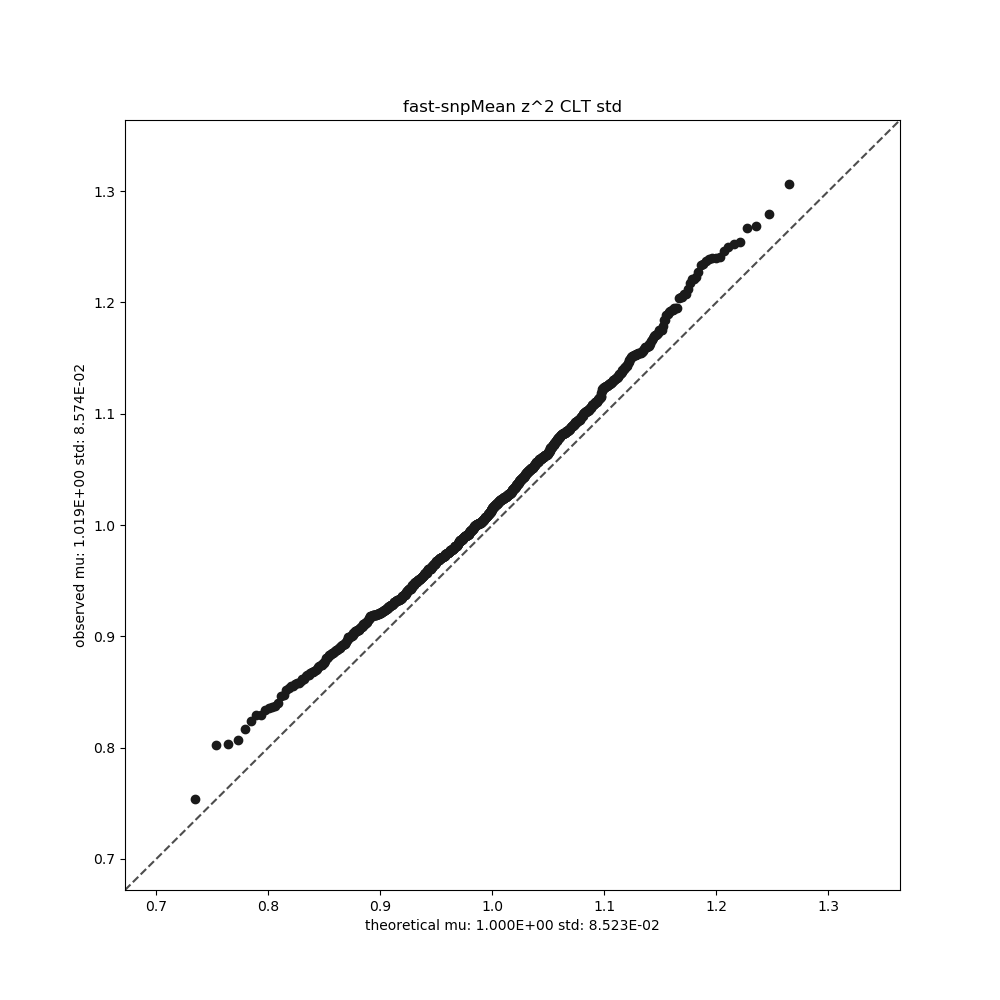 fast-snpMean z^2 CLT std
observed mu: 1.019E+00 std: 8.574E-02
1.3
1.2
1.1
1.0
0.9
0.8
0.7
0.7 0.8 0.9 1.0 1.1 1.2 1.3
theoretical mu: 1.000E+00 std: 8.523E-02